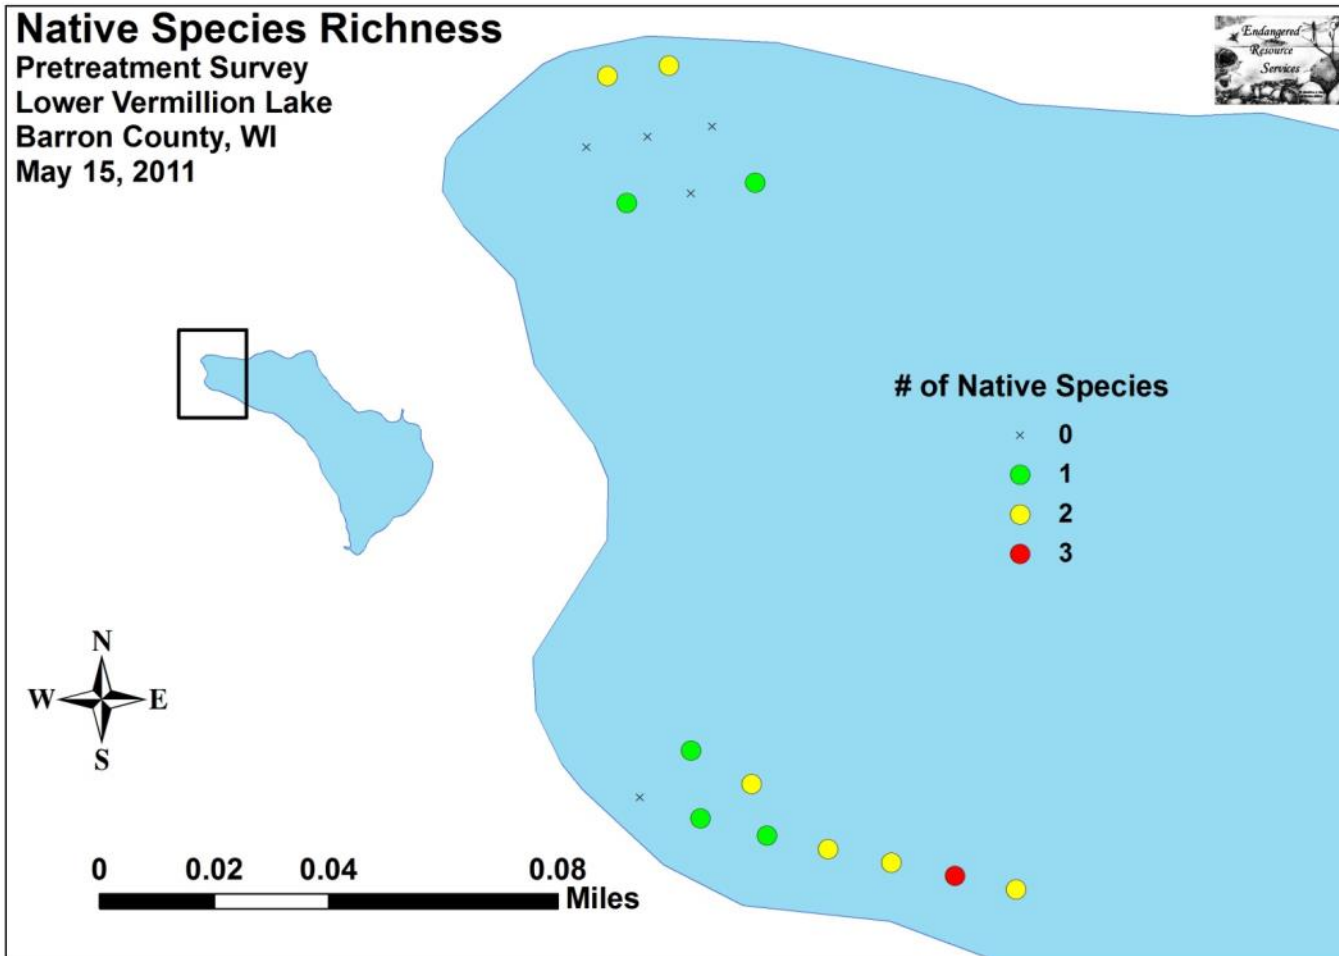 Native Species Richness
Pretreatment Survey
Lower Vermillion Lake
Barron County, WI
May 15, 2011
Endangered
Resource
Services
# of Native Species
0
1
2
3
N
W E
S
0 0.02 0.04 0.08
Miles